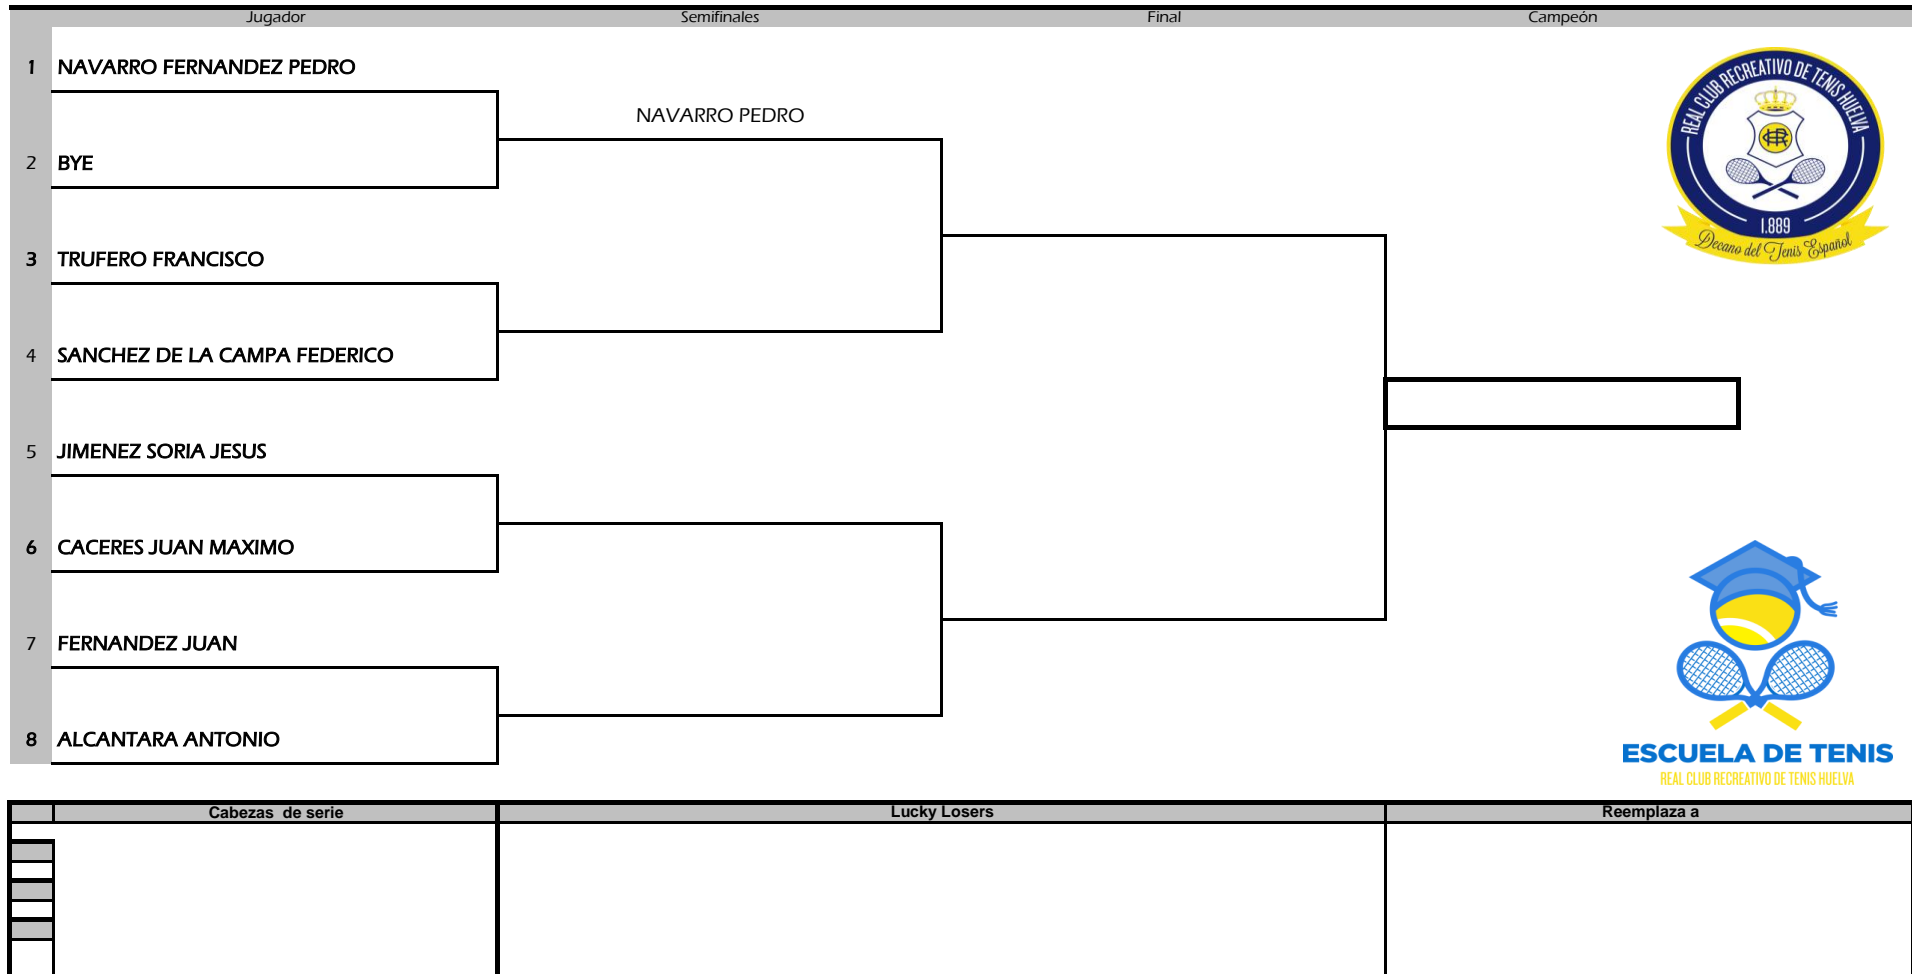 Jugador Semifinales Final Campeón
1 NAVARRO FERNANDEZ PEDRO
NAVARRO PEDRO
2 BYE
3 TRUFERO FRANCISCO
4 SANCHEZ DE LA CAMPA FEDERICO
5 JIMENEZ SORIA JESUS
6 CACERES JUAN MAXIMO
7 FERNANDEZ JUAN
8 ALCANTARA ANTONIO
REAL CLUB RECREATIVO DE TENIS HUELVA
1.889
Decano del Tenis Español
ESCUELA DE TENIS
REAL CLUB RECREATIVO DE TENIS HUELVA
Cabezas de serie Lucky Losers Reemplaza a